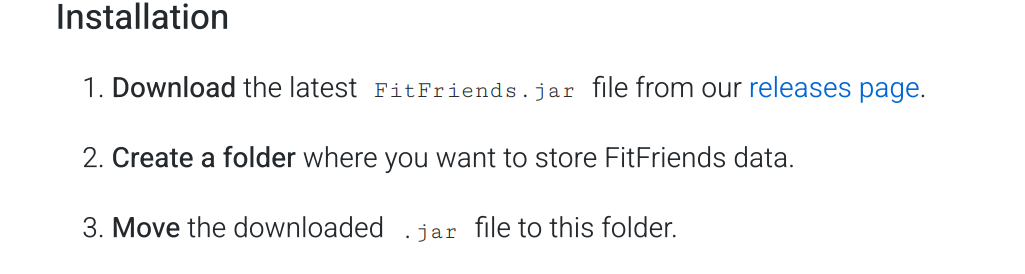 Installation
1. Download the latest FitFriends.jar file from our releases page.
2. Create a folder where you want to store FitFriends data.
3. Move the downloaded .jar file to this folder.